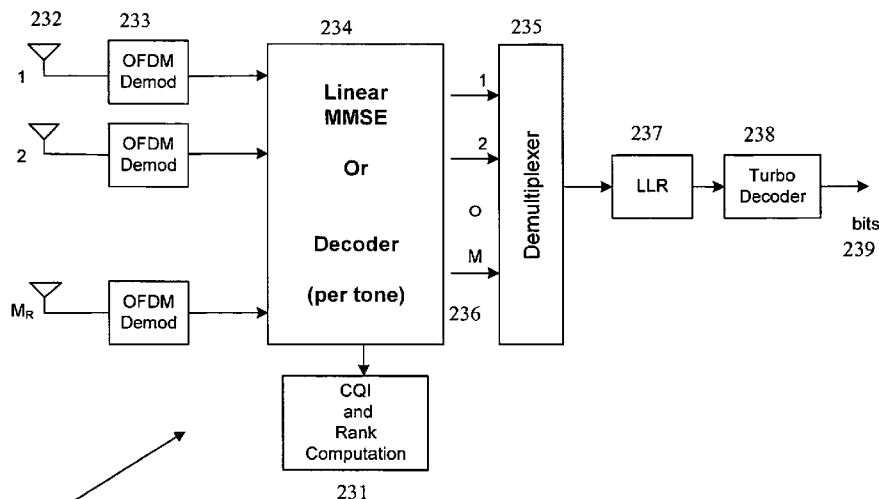 232
233
234
235
1
OFDM
Demod
2
OFDM
Demod
M_R
OFDM
Demod
Linear
MMSE
Or
Decoder
(per tone)
1
2
O
M
236
Demultiplexer
237
LLR
238
Turbo
Decoder
bits
239
CQI
and
Rank
Computation
231